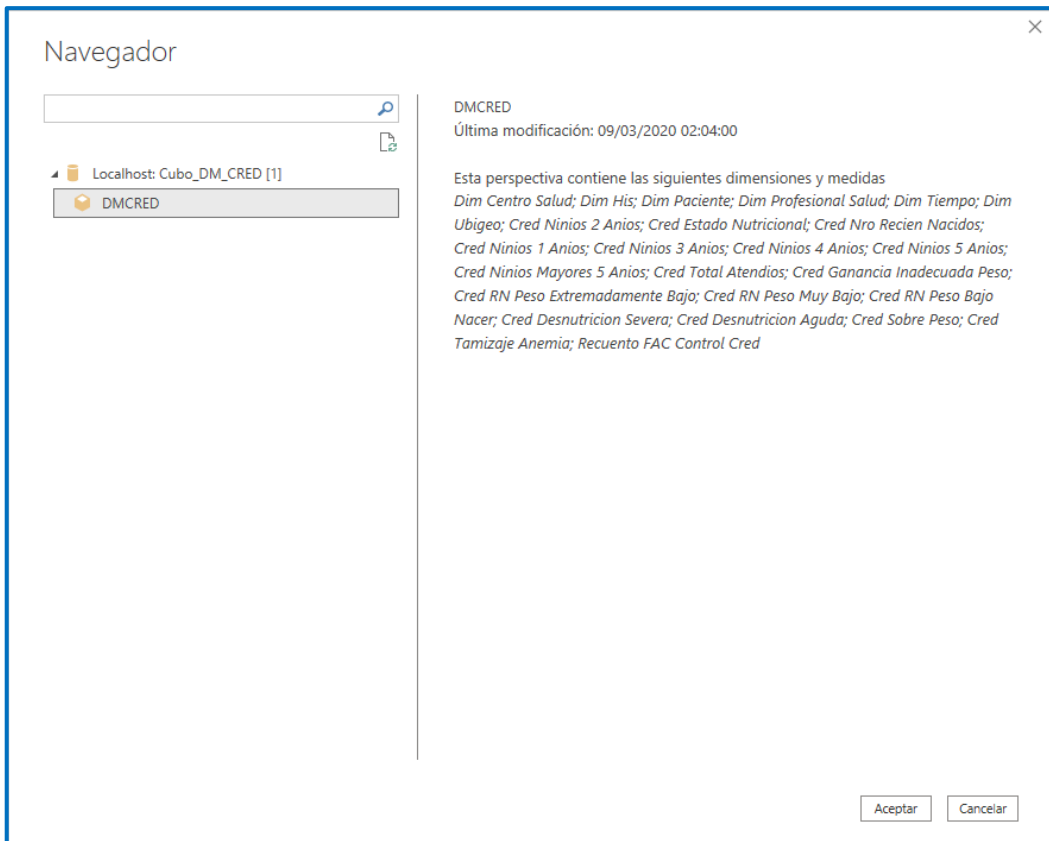 Navegador
Localhost: Cubo_DM_CRED [1]
DMCRED
DMCRED
Última modificación: 09/03/2020 02:04:00
Esta perspectiva contiene las siguientes dimensiones y medidas
Dim Centro Salud; Dim His; Dim Paciente; Dim Profesional Salud; Dim Tiempo; Dim
Ubigeo; Cred Ninios 2 Anios; Cred Estado Nutricional; Cred Nro Recien Nacidos;
Cred Ninios 1 Anios; Cred Ninios 3 Anios; Cred Ninios 4 Anios; Cred Ninios 5 Anios;
Cred Ninios Mayores 5 Anios; Cred Total Atendios; Cred Ganancia Inadecuada Peso;
Cred RN Peso Extremadamente Bajo; Cred RN Peso Muy Bajo; Cred RN Peso Bajo
Nacer; Cred Desnutricion Severa; Cred Desnutricion Aguda; Cred Sobre Peso; Cred
Tamizaje Anemia; Recuento FAC Control Cred
Aceptar
Cancelar